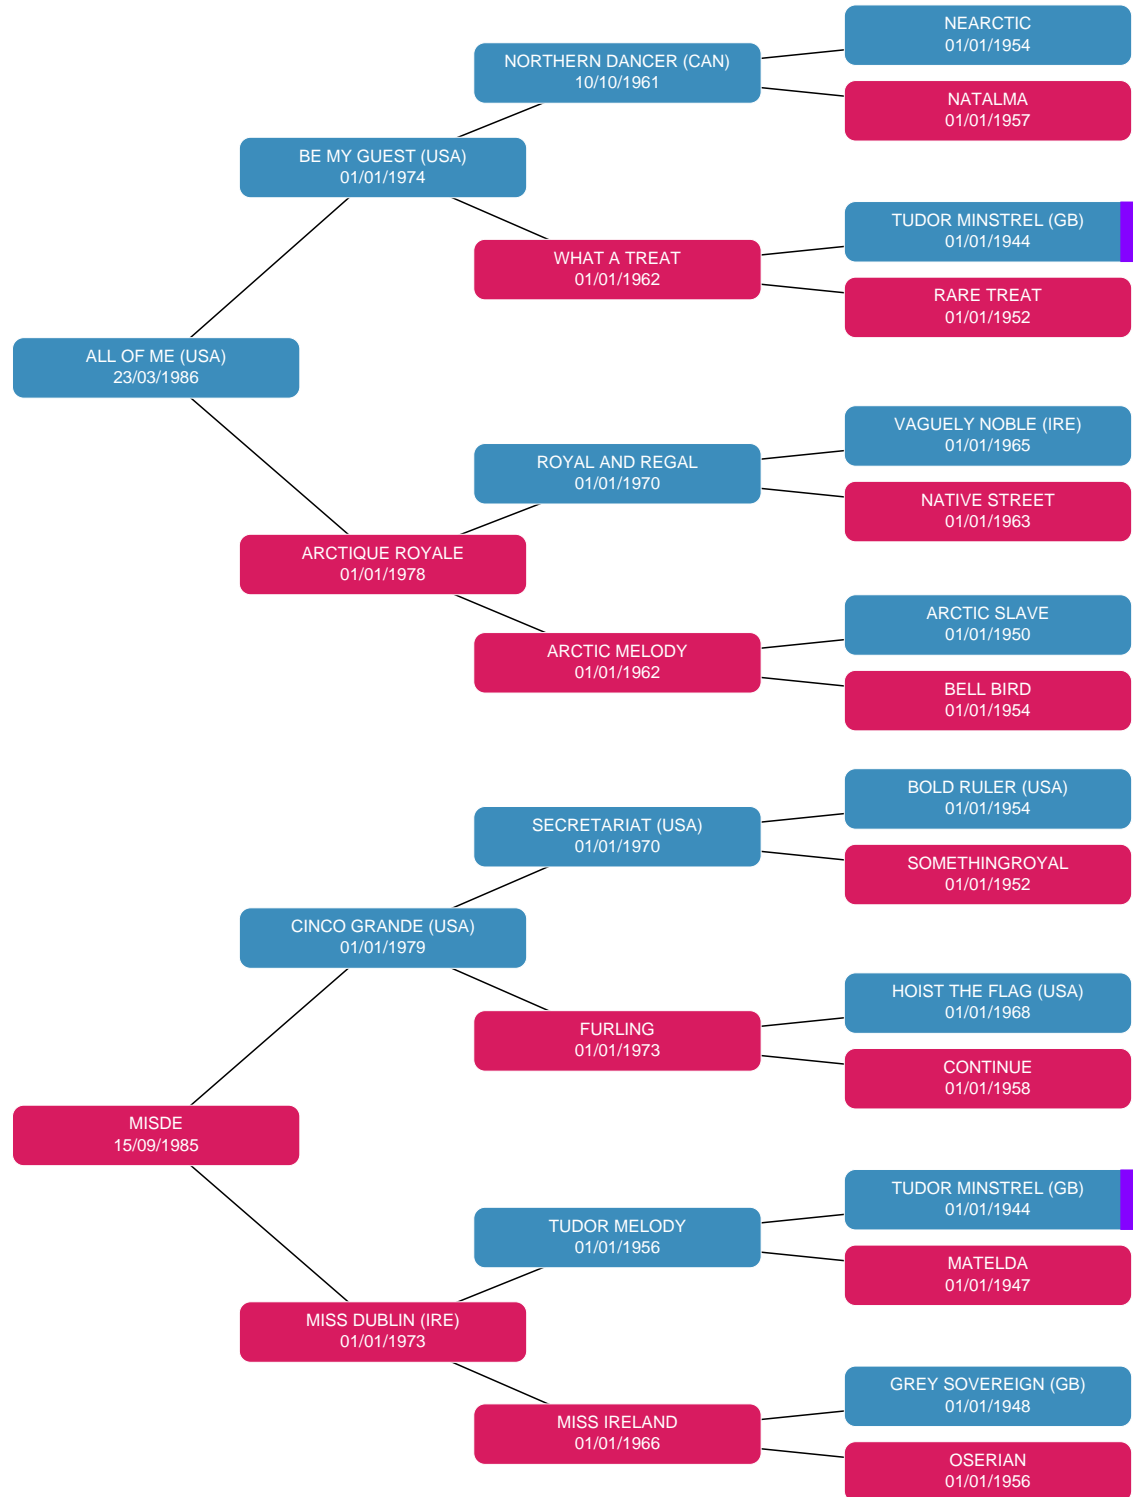 NEARCTIC
01/01/1954
NORTHERN DANCER (CAN)
10/10/1961
NATALMA
01/01/1957
BE MY GUEST (USA)
01/01/1974
TUDOR MINSTREL (GB)
01/01/1944
WHAT A TREAT
01/01/1962
RARE TREAT
01/01/1952
ALL OF ME (USA)
23/03/1986
VAGUELY NOBLE (IRE)
01/01/1965
ROYAL AND REGAL
01/01/1970
NATIVE STREET
01/01/1963
ARCTIQUE ROYALE
01/01/1978
ARCTIC SLAVE
01/01/1950
ARCTIC MELODY
01/01/1962
BELL BIRD
01/01/1954
BOLD RULER (USA)
01/01/1954
SECRETARIAT (USA)
01/01/1970
SOMETHINGROYAL
01/01/1952
CINCO GRANDE (USA)
01/01/1979
HOIST THE FLAG (USA)
01/01/1968
FURLING
01/01/1973
CONTINUE
01/01/1958
MISDE
15/09/1985
TUDOR MINSTREL (GB)
01/01/1944
TUDOR MELODY
01/01/1956
MATELDA
01/01/1947
MISS DUBLIN (IRE)
01/01/1973
GREY SOVEREIGN (GB)
01/01/1948
MISS IRELAND
01/01/1966
OSERIAN
01/01/1956